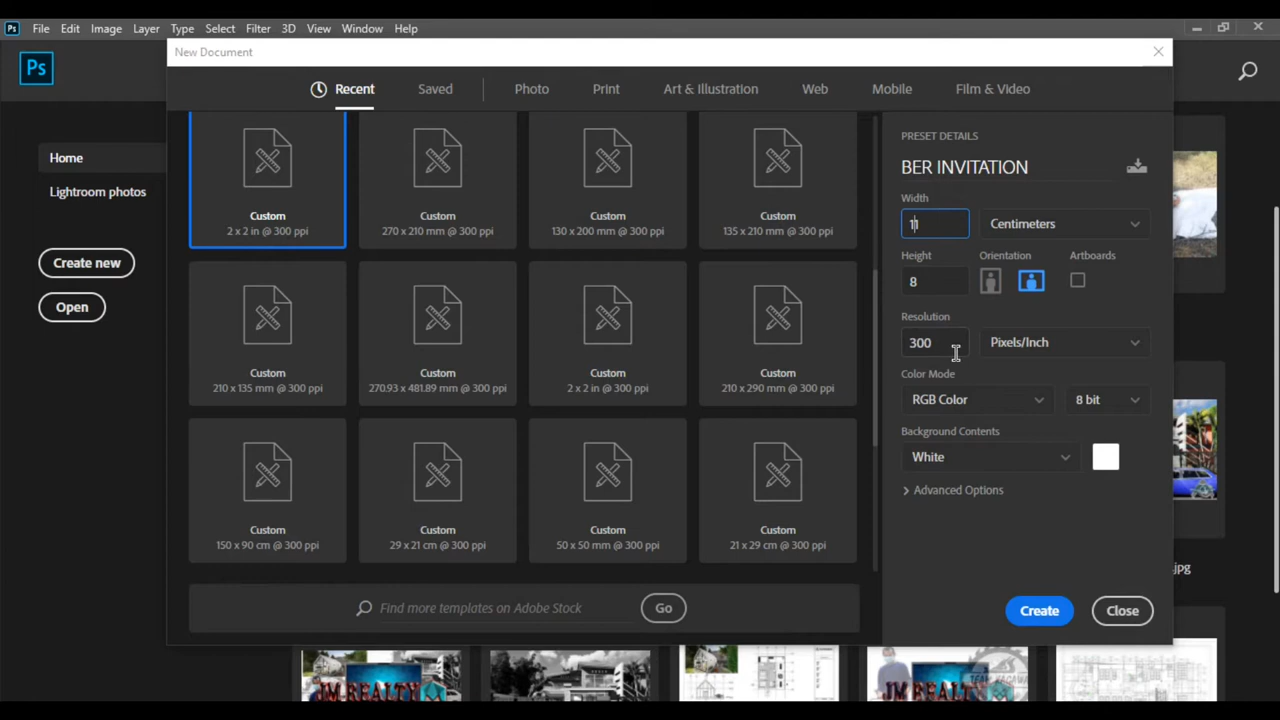 Ps File Edit Image Layer Type Select Filter 3D View Window Help
New Document
Ps
Recent Saved Photo Print Art & Illustration Web Mobile Film & Video
Home
Lightroom photos
Create new
Open
Custom
2 x 2 in @ 300 ppi
Custom
270 x 210 mm @ 300 ppi
Custom
130 x 200 mm @ 300 ppi
Custom
135 x 210 mm @ 300 ppi
Custom
210 x 135 mm @ 300 ppi
Custom
270.93 x 481.89 mm @ 300 ppi
Custom
2 x 2 in @ 300 ppi
Custom
210 x 290 mm @ 300 ppi
Custom
150 x 90 cm @ 300 ppi
Custom
29 x 21 cm @ 300 ppi
Custom
50 x 50 mm @ 300 ppi
Custom
21 x 29 cm @ 300 ppi
Find more templates on Adobe Stock Go
PRESET DETAILS
BER INVITATION
Width
11 Centimeters
Height Orientation Artboards
8
Resolution
300 Pixels/Inch
Color Mode
RGB Color 8 bit
Background Contents
White
Advanced Options
Create Close
.jpg
JM REALTY
JM REALTY